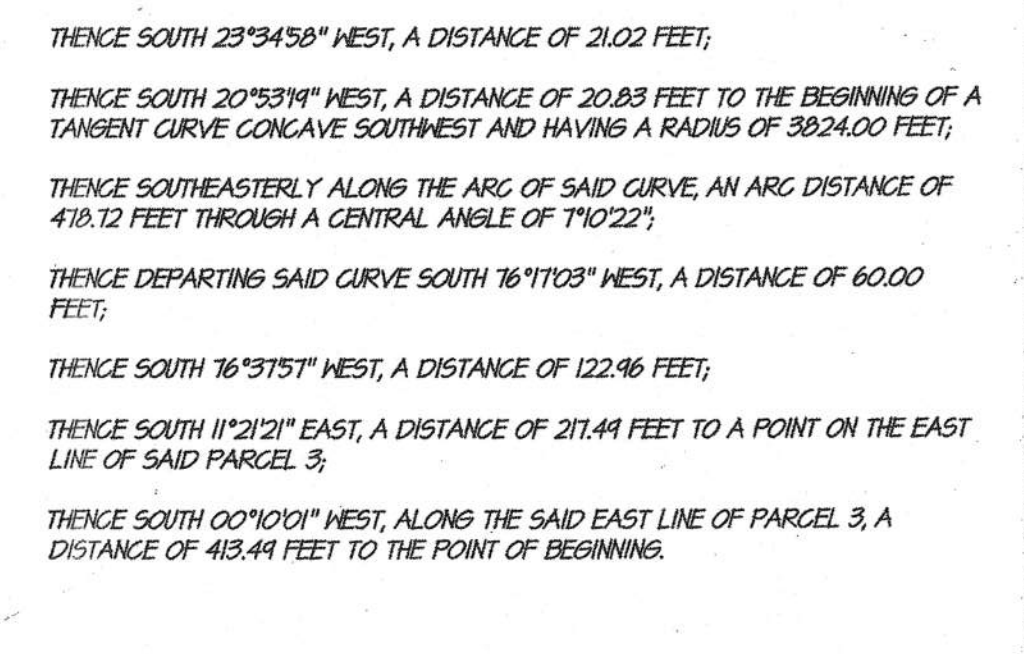 THENCE SOUTH 23°34'58" WEST, A DISTANCE OF 21.02 FEET;
THENCE SOUTH 20°53'19" WEST, A DISTANCE OF 20.83 FEET TO THE BEGINNING OF A
TANGENT CURVE CONCAVE SOUTHWEST AND HAVING A RADIUS OF 3824.00 FEET;
THENCE SOUTHEASTERLY ALONG THE ARC OF SAID CURVE, AN ARC DISTANCE OF
478.72 FEET THROUGH A CENTRAL ANGLE OF 7°10'22";
THENCE DEPARTING SAID CURVE SOUTH 76°17'03" WEST, A DISTANCE OF 60.00
FEET;
THENCE SOUTH 76°37'57" WEST, A DISTANCE OF 122.96 FEET;
THENCE SOUTH 11°21'21" EAST, A DISTANCE OF 217.49 FEET TO A POINT ON THE EAST
LINE OF SAID PARCEL 3;
THENCE SOUTH 00°10'01" WEST, ALONG THE SAID EAST LINE OF PARCEL 3, A
DISTANCE OF 413.49 FEET TO THE POINT OF BEGINNING.